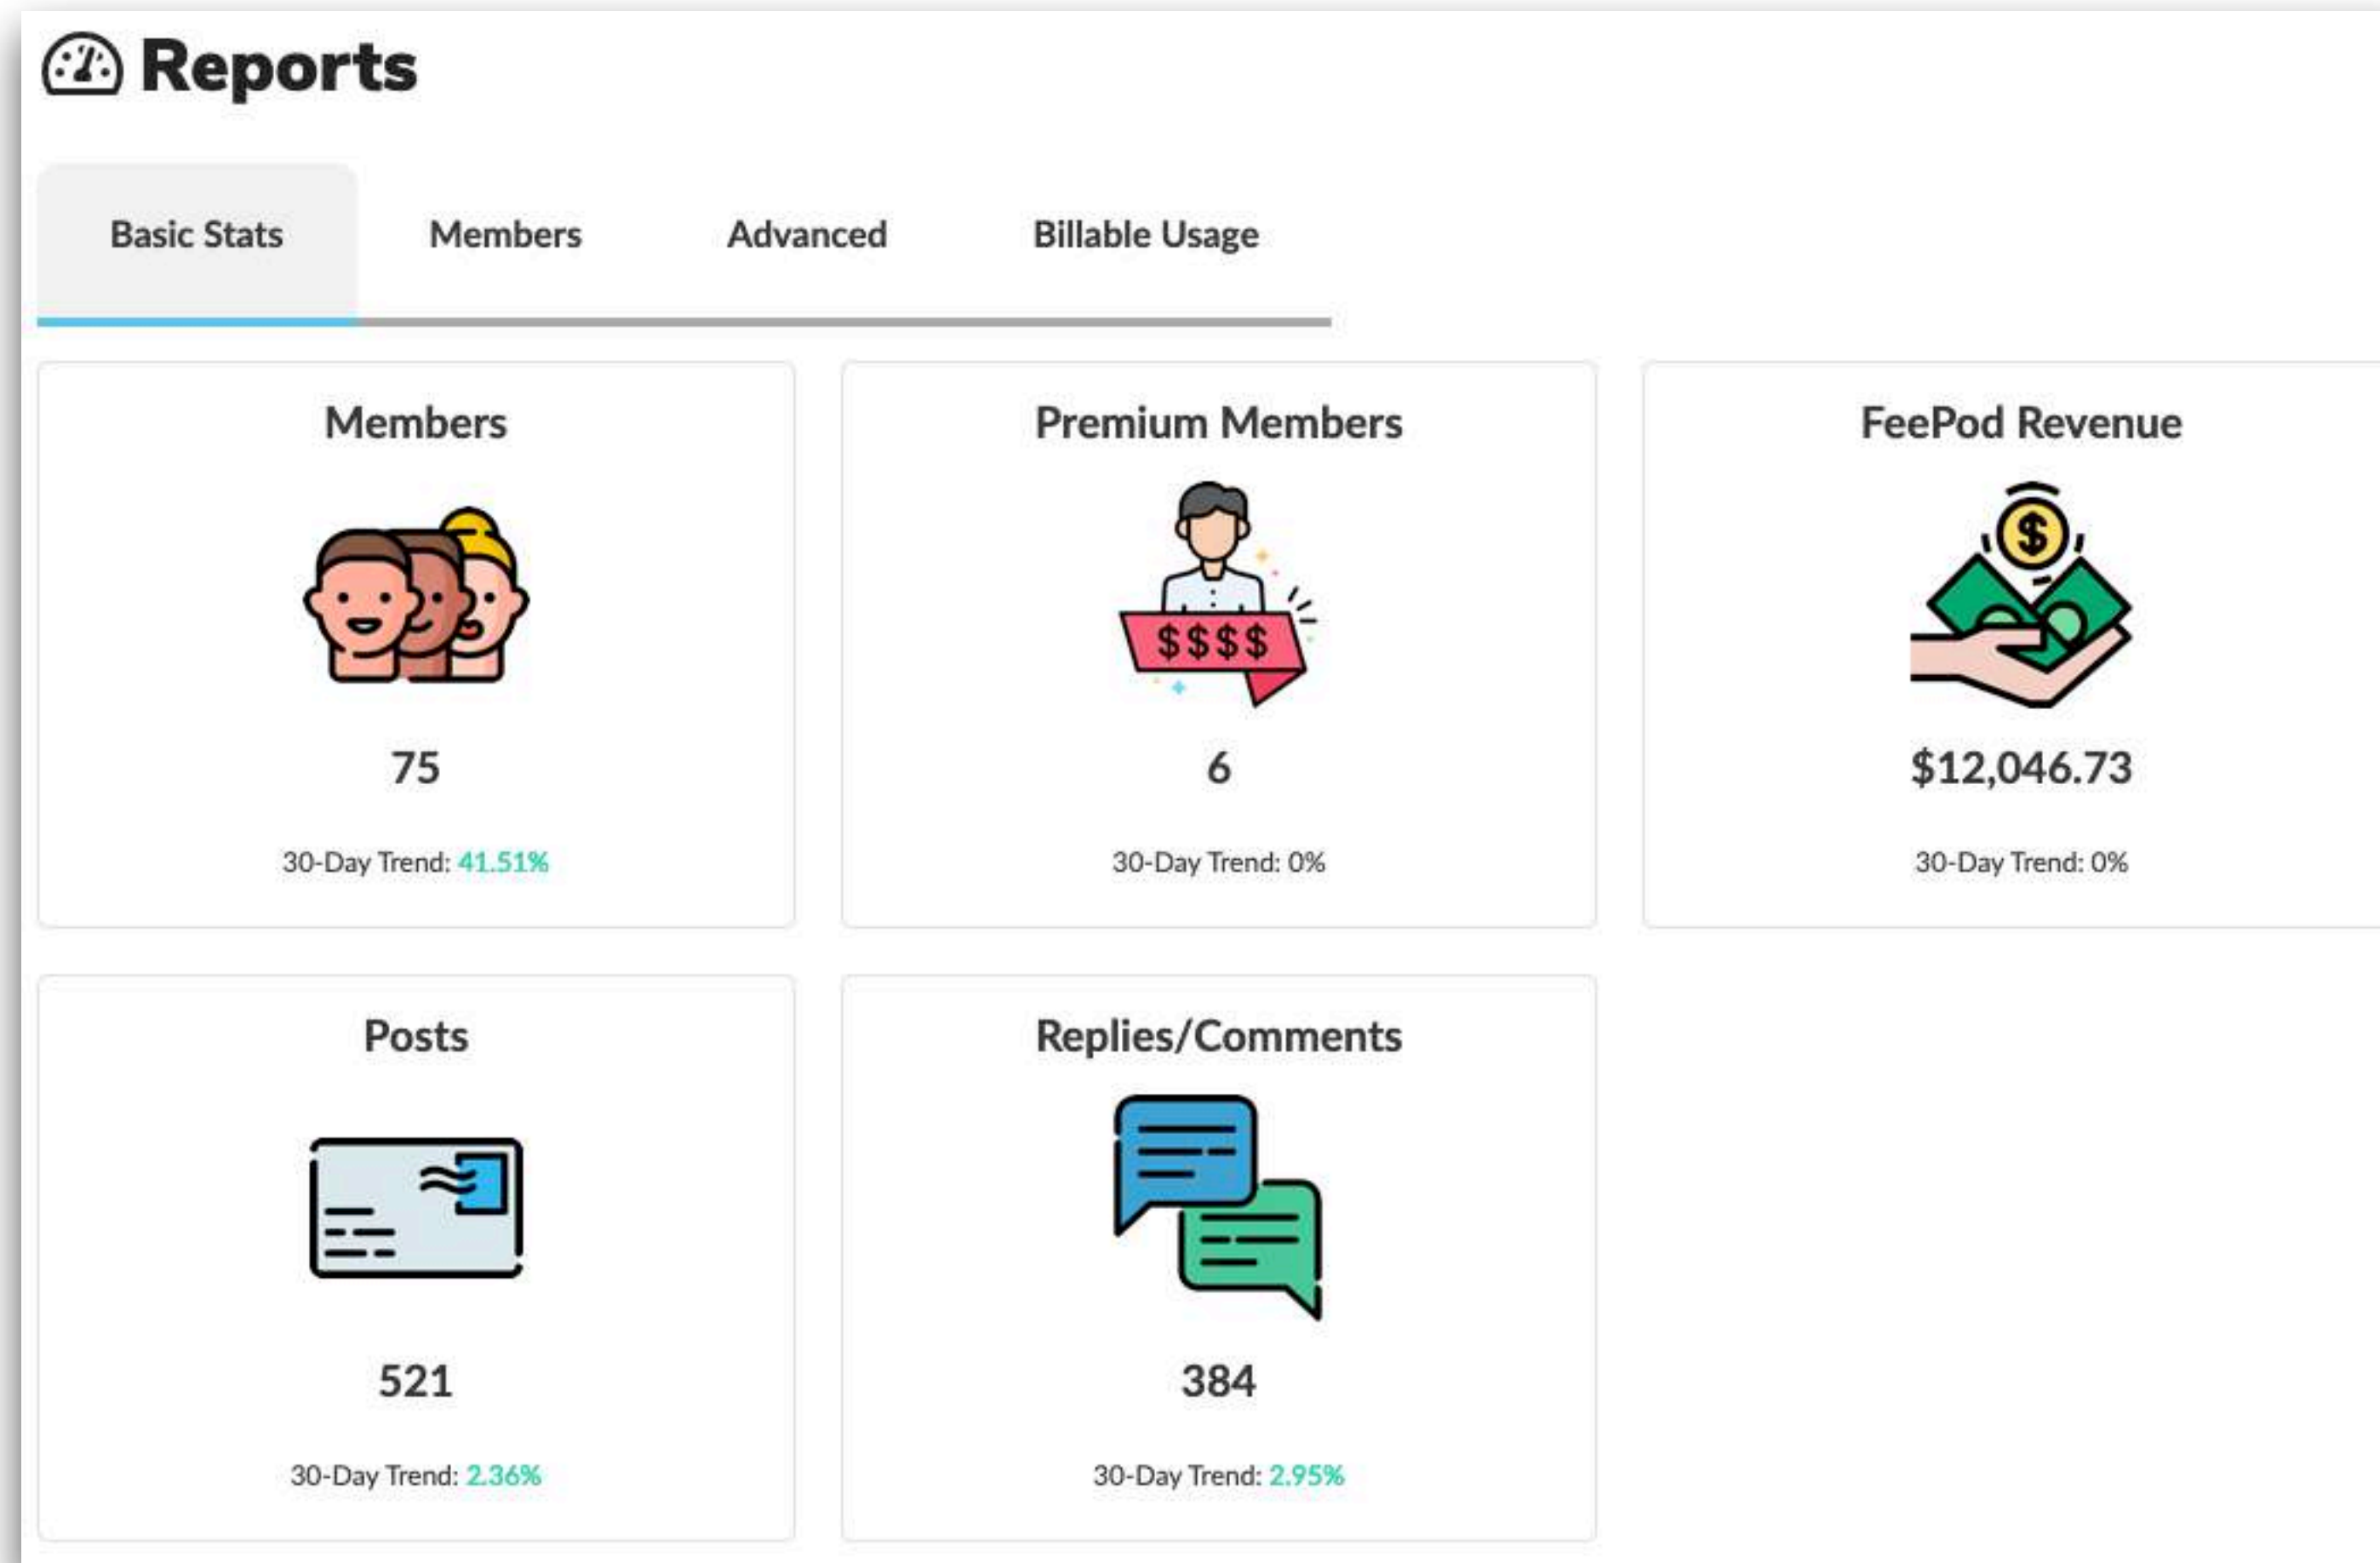 Reports
Basic Stats
Members
Advanced
Billable Usage
Members
75
30-Day Trend: 41.51%
Premium Members
$$$$
6
30-Day Trend: 0%
FeePod Revenue
$
$12,046.73
30-Day Trend: 0%
Posts
521
30-Day Trend: 2.36%
Replies/Comments
384
30-Day Trend: 2.95%